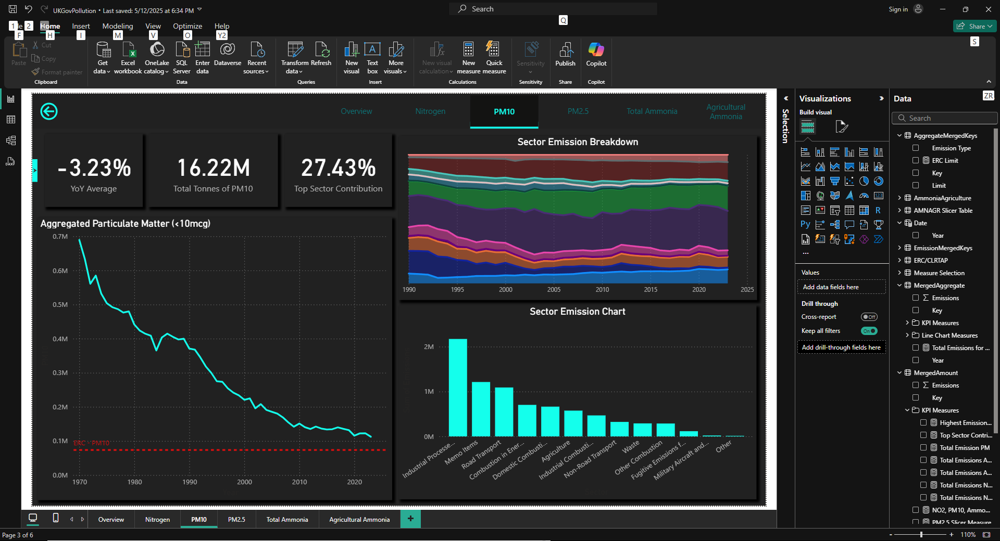 UKGovPollution • Last saved: 5/12/2025 at 6:34 PM
Search
Sign in
1 2
Home
Insert
Modeling
View
Optimize
Help
Share
F
H
I
M
V
O
Y2
Q
S
Paste
Cut
Copy
Format painter
Clipboard
Get data
Excel workbook
OneLake catalog
SQL Server
Enter data
Dataverse
Recent sources
Data
Transform data
Refresh
Queries
New visual
Text box
More visuals
Insert
New visual calculation
New measure
Quick measure
Calculations
Sensitivity
Sensitivity
Publish
Share
Copilot
Copilot
ZR
Overview
Nitrogen
PM10
PM2.5
Total Ammonia
Agricultural
Ammonia
-3.23%
YoY Average
16.22M
Total Tonnes of PM10
27.43%
Top Sector Contribution
Aggregated Particulate Matter (<10mcg)
0.7M
0.6M
0.5M
0.4M
0.3M
0.2M
0.1M
ERC - PM10
0.0M
1970 1980 1990 2000 2010 2020
Sector Emission Breakdown
1990 1995 2000 2005 2010 2015 2020 2025
Sector Emission Chart
2M
1M
0M
Industrial Processe...
Memo Items
Road Transport
Combustion in Ener...
Domestic Combusti...
Agriculture
Industrial Combusti...
Non-Road Transport
Waste
Other Combustion
Fugitive Emissions f...
Military Aircraft and...
Other
Selection
Visualizations
Build visual
R
Py
123
123
...
Values
Add data fields here
Drill through
Cross-report
Off
Keep all filters
On
Add drill-through fields here
Data
Search
AggregateMergedKeys
Emission Type
ERC Limit
Key
Limit
AmmoniaAgriculture
AMNAGR Slicer Table
Date
Year
EmissionMergedKeys
ERC/CLRTAP
Measure Selection
MergedAggregate
Emissions
Key
KPI Measures
Line Chart Measures
Total Emissions for ...
Year
MergedAmount
Emissions
Key
KPI Measures
Highest Emission...
Top Sector Contri...
Total Emission PM
Total Emissions A...
Total Emissions A...
Total Emissions N...
Total Emissions N...
NO2, PM10, Ammo...
PM2.5 Slicer Measure
Overview
Nitrogen
PM10
PM2.5
Total Ammonia
Agricultural Ammonia
+
Page 3 of 6
- + 110%